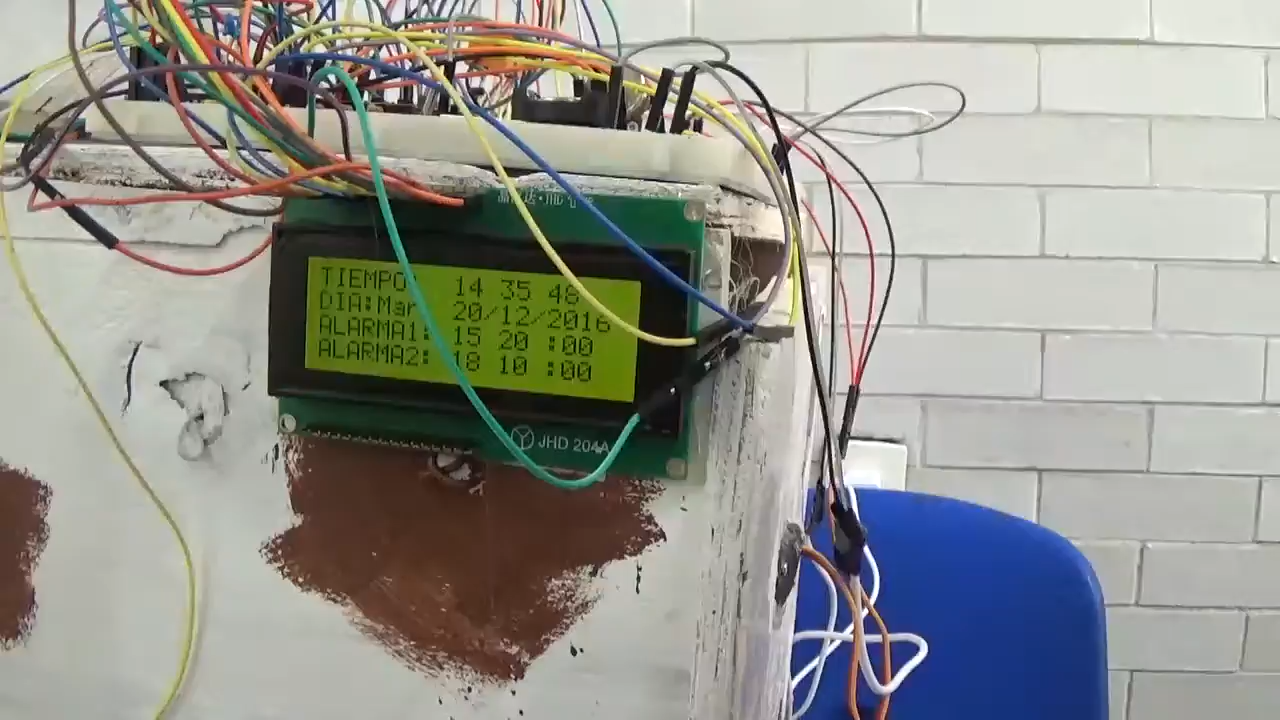 TIEMPO: 14 35 48
DIA:Mar 20/12/2016
ALARMA1: 15 20 :00
ALARMA2: 18 10 :00
JHD 204A